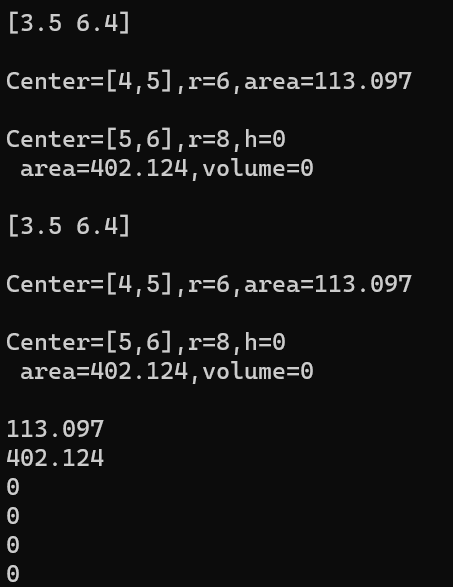 [3.5 6.4]
Center=[4,5],r=6,area=113.097
Center=[5,6],r=8,h=0
area=402.124,volume=0
[3.5 6.4]
Center=[4,5],r=6,area=113.097
Center=[5,6],r=8,h=0
area=402.124,volume=0
113.097
402.124
0
0
0
0